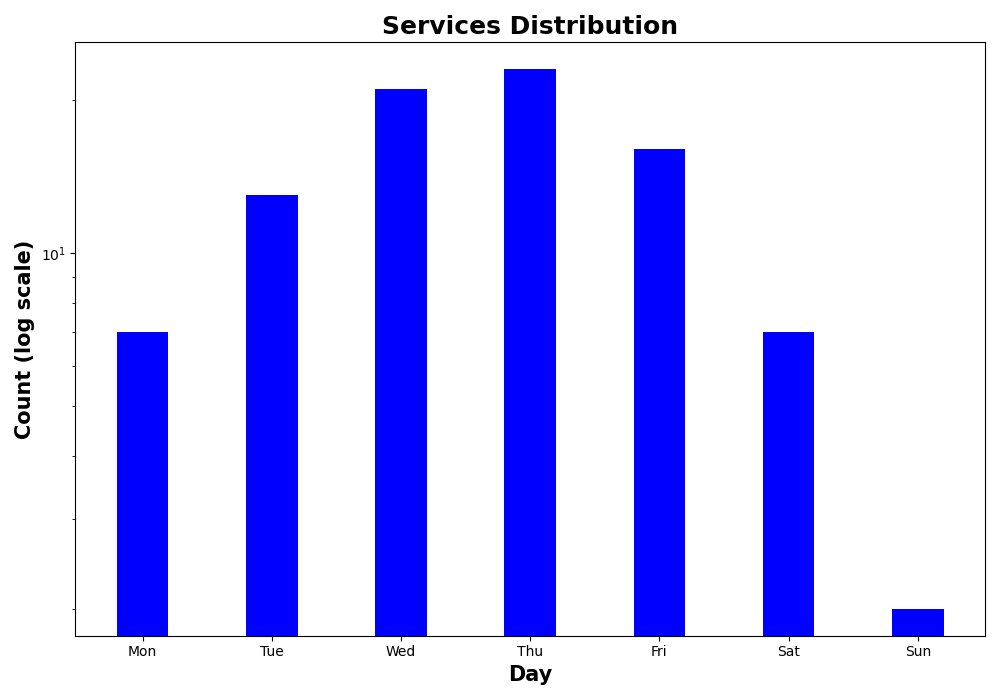 Services Distribution
Count (log scale)
10¹
Mon Tue Wed Thu Fri Sat Sun
Day